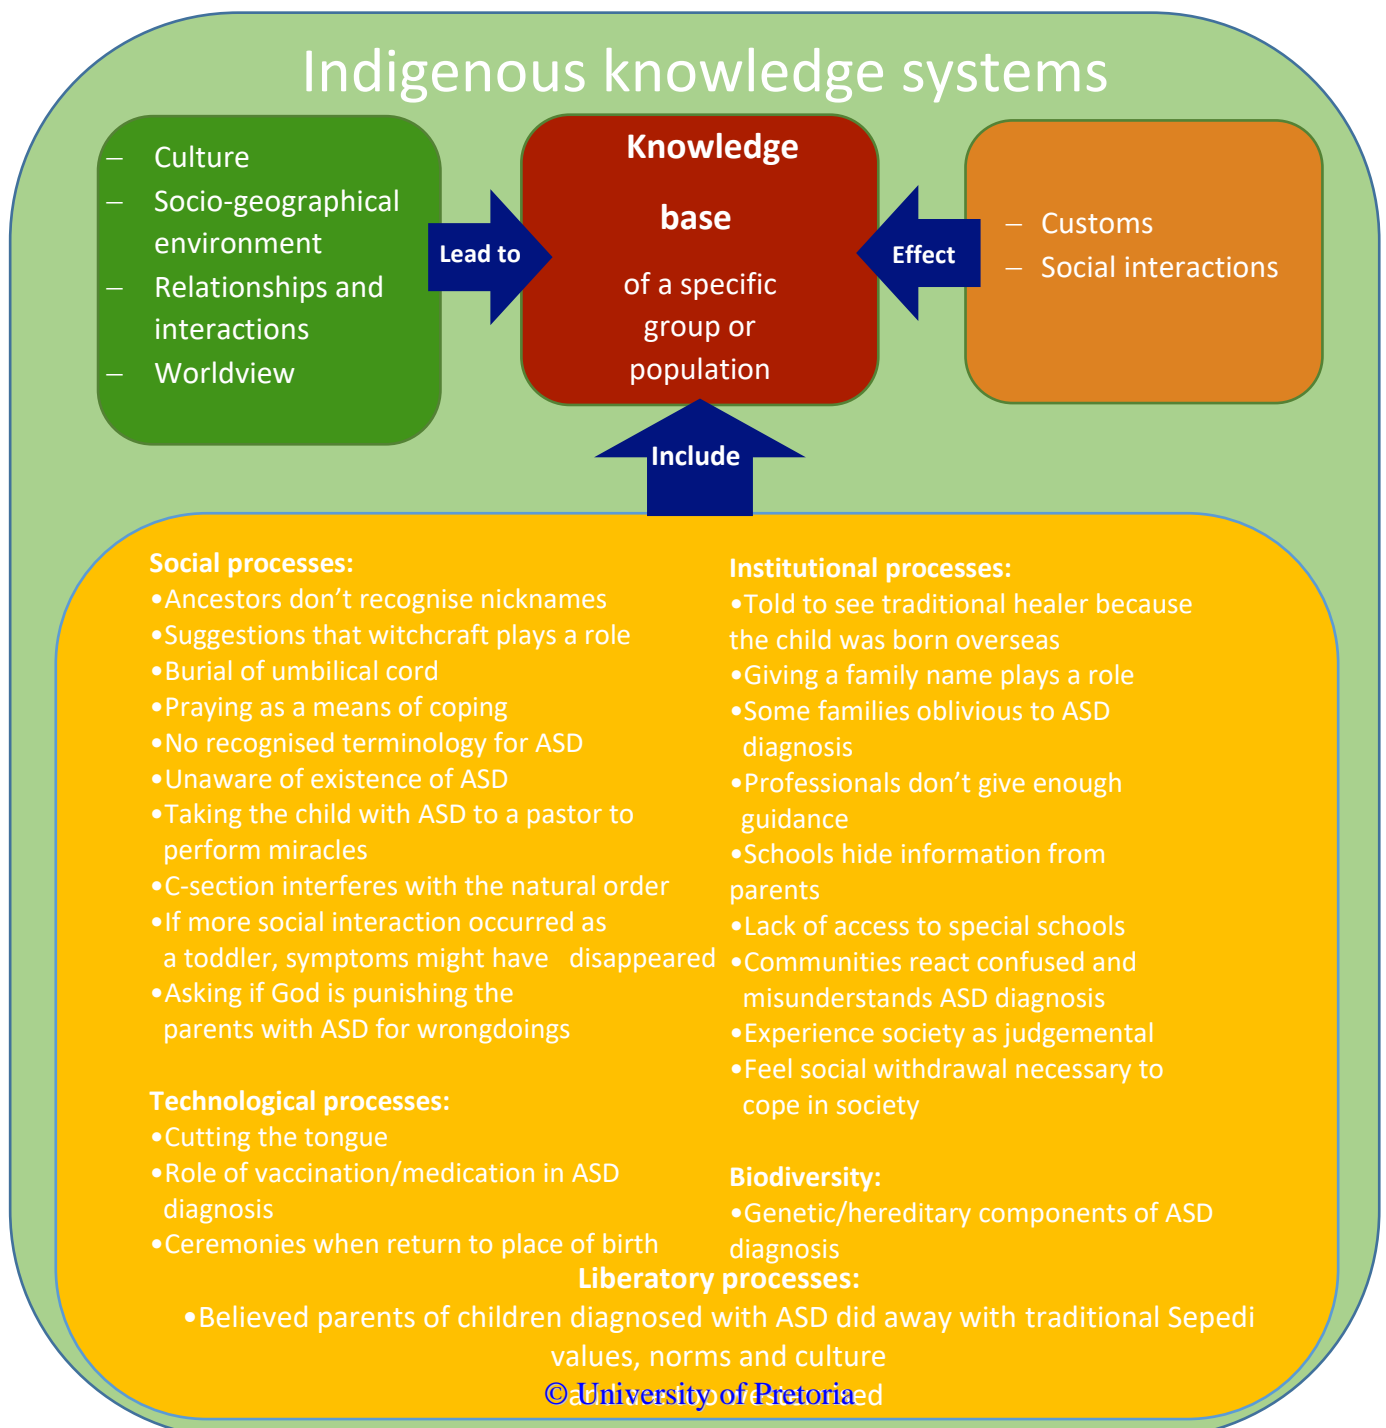 Indigenous knowledge systems
– Culture
– Socio-geographical
environment
– Relationships and
interactions
– Worldview
Lead to
Knowledge
base
of a specific
group or
population
Effect
– Customs
– Social interactions
Include
Social processes:
•Ancestors don’t recognise nicknames
•Suggestions that witchcraft plays a role
•Burial of umbilical cord
•Praying as a means of coping
•No recognised terminology for ASD
•Unaware of existence of ASD
•Taking the child with ASD to a pastor to
perform miracles
•C-section interferes with the natural order
•If more social interaction occurred as
a toddler, symptoms might have disappeared
•Asking if God is punishing the
parents with ASD for wrongdoings
Technological processes:
•Cutting the tongue
•Role of vaccination/medication in ASD
diagnosis
•Ceremonies when return to place of birth
Institutional processes:
•Told to see traditional healer because
the child was born overseas
•Giving a family name plays a role
•Some families oblivious to ASD
diagnosis
•Professionals don’t give enough
guidance
•Schools hide information from
parents
•Lack of access to special schools
•Communities react confused and
misunderstands ASD diagnosis
•Experience society as judgemental
•Feel social withdrawal necessary to
cope in society
Biodiversity:
•Genetic/hereditary components of ASD
diagnosis
Liberatory processes:
•Believed parents of children diagnosed with ASD did away with traditional Sepedi
values, norms and culture
© University of Pretoria